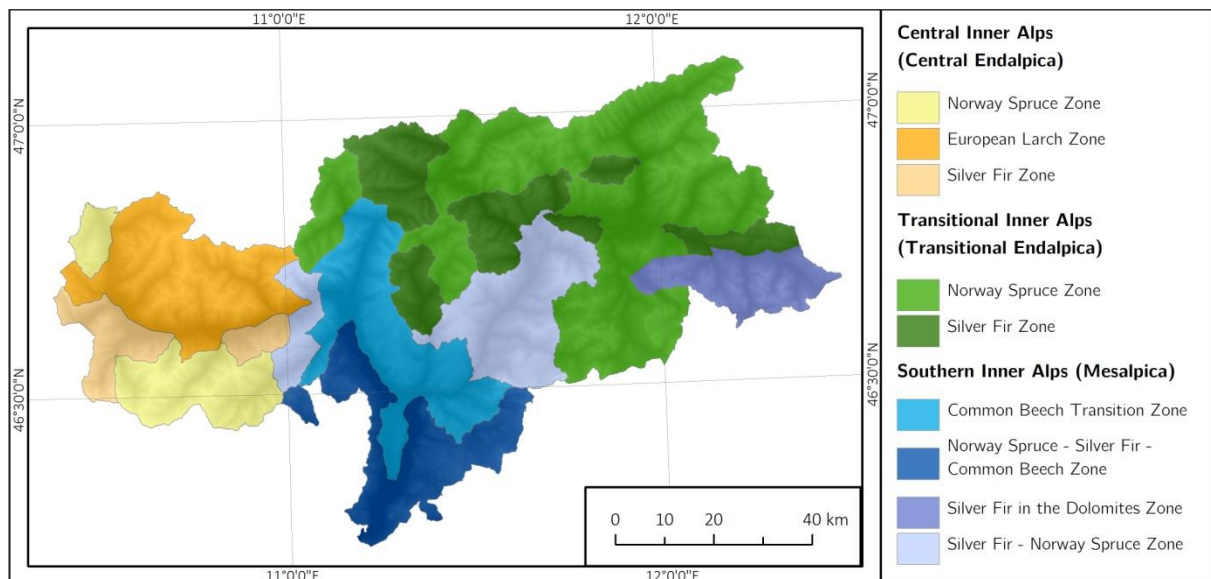 11°0'0"E
12°0'0"E
47°0'0"N
47°0'0"N
46°30'0"N
46°30'0"N
0 10 20 40 km
11°0'0"E
12°0'0"E
Central Inner Alps
(Central Endalpica)
Norway Spruce Zone
European Larch Zone
Silver Fir Zone
Transitional Inner Alps
(Transitional Endalpica)
Norway Spruce Zone
Silver Fir Zone
Southern Inner Alps (Mesalpica)
Common Beech Transition Zone
Norway Spruce - Silver Fir -
Common Beech Zone
Silver Fir in the Dolomites Zone
Silver Fir - Norway Spruce Zone